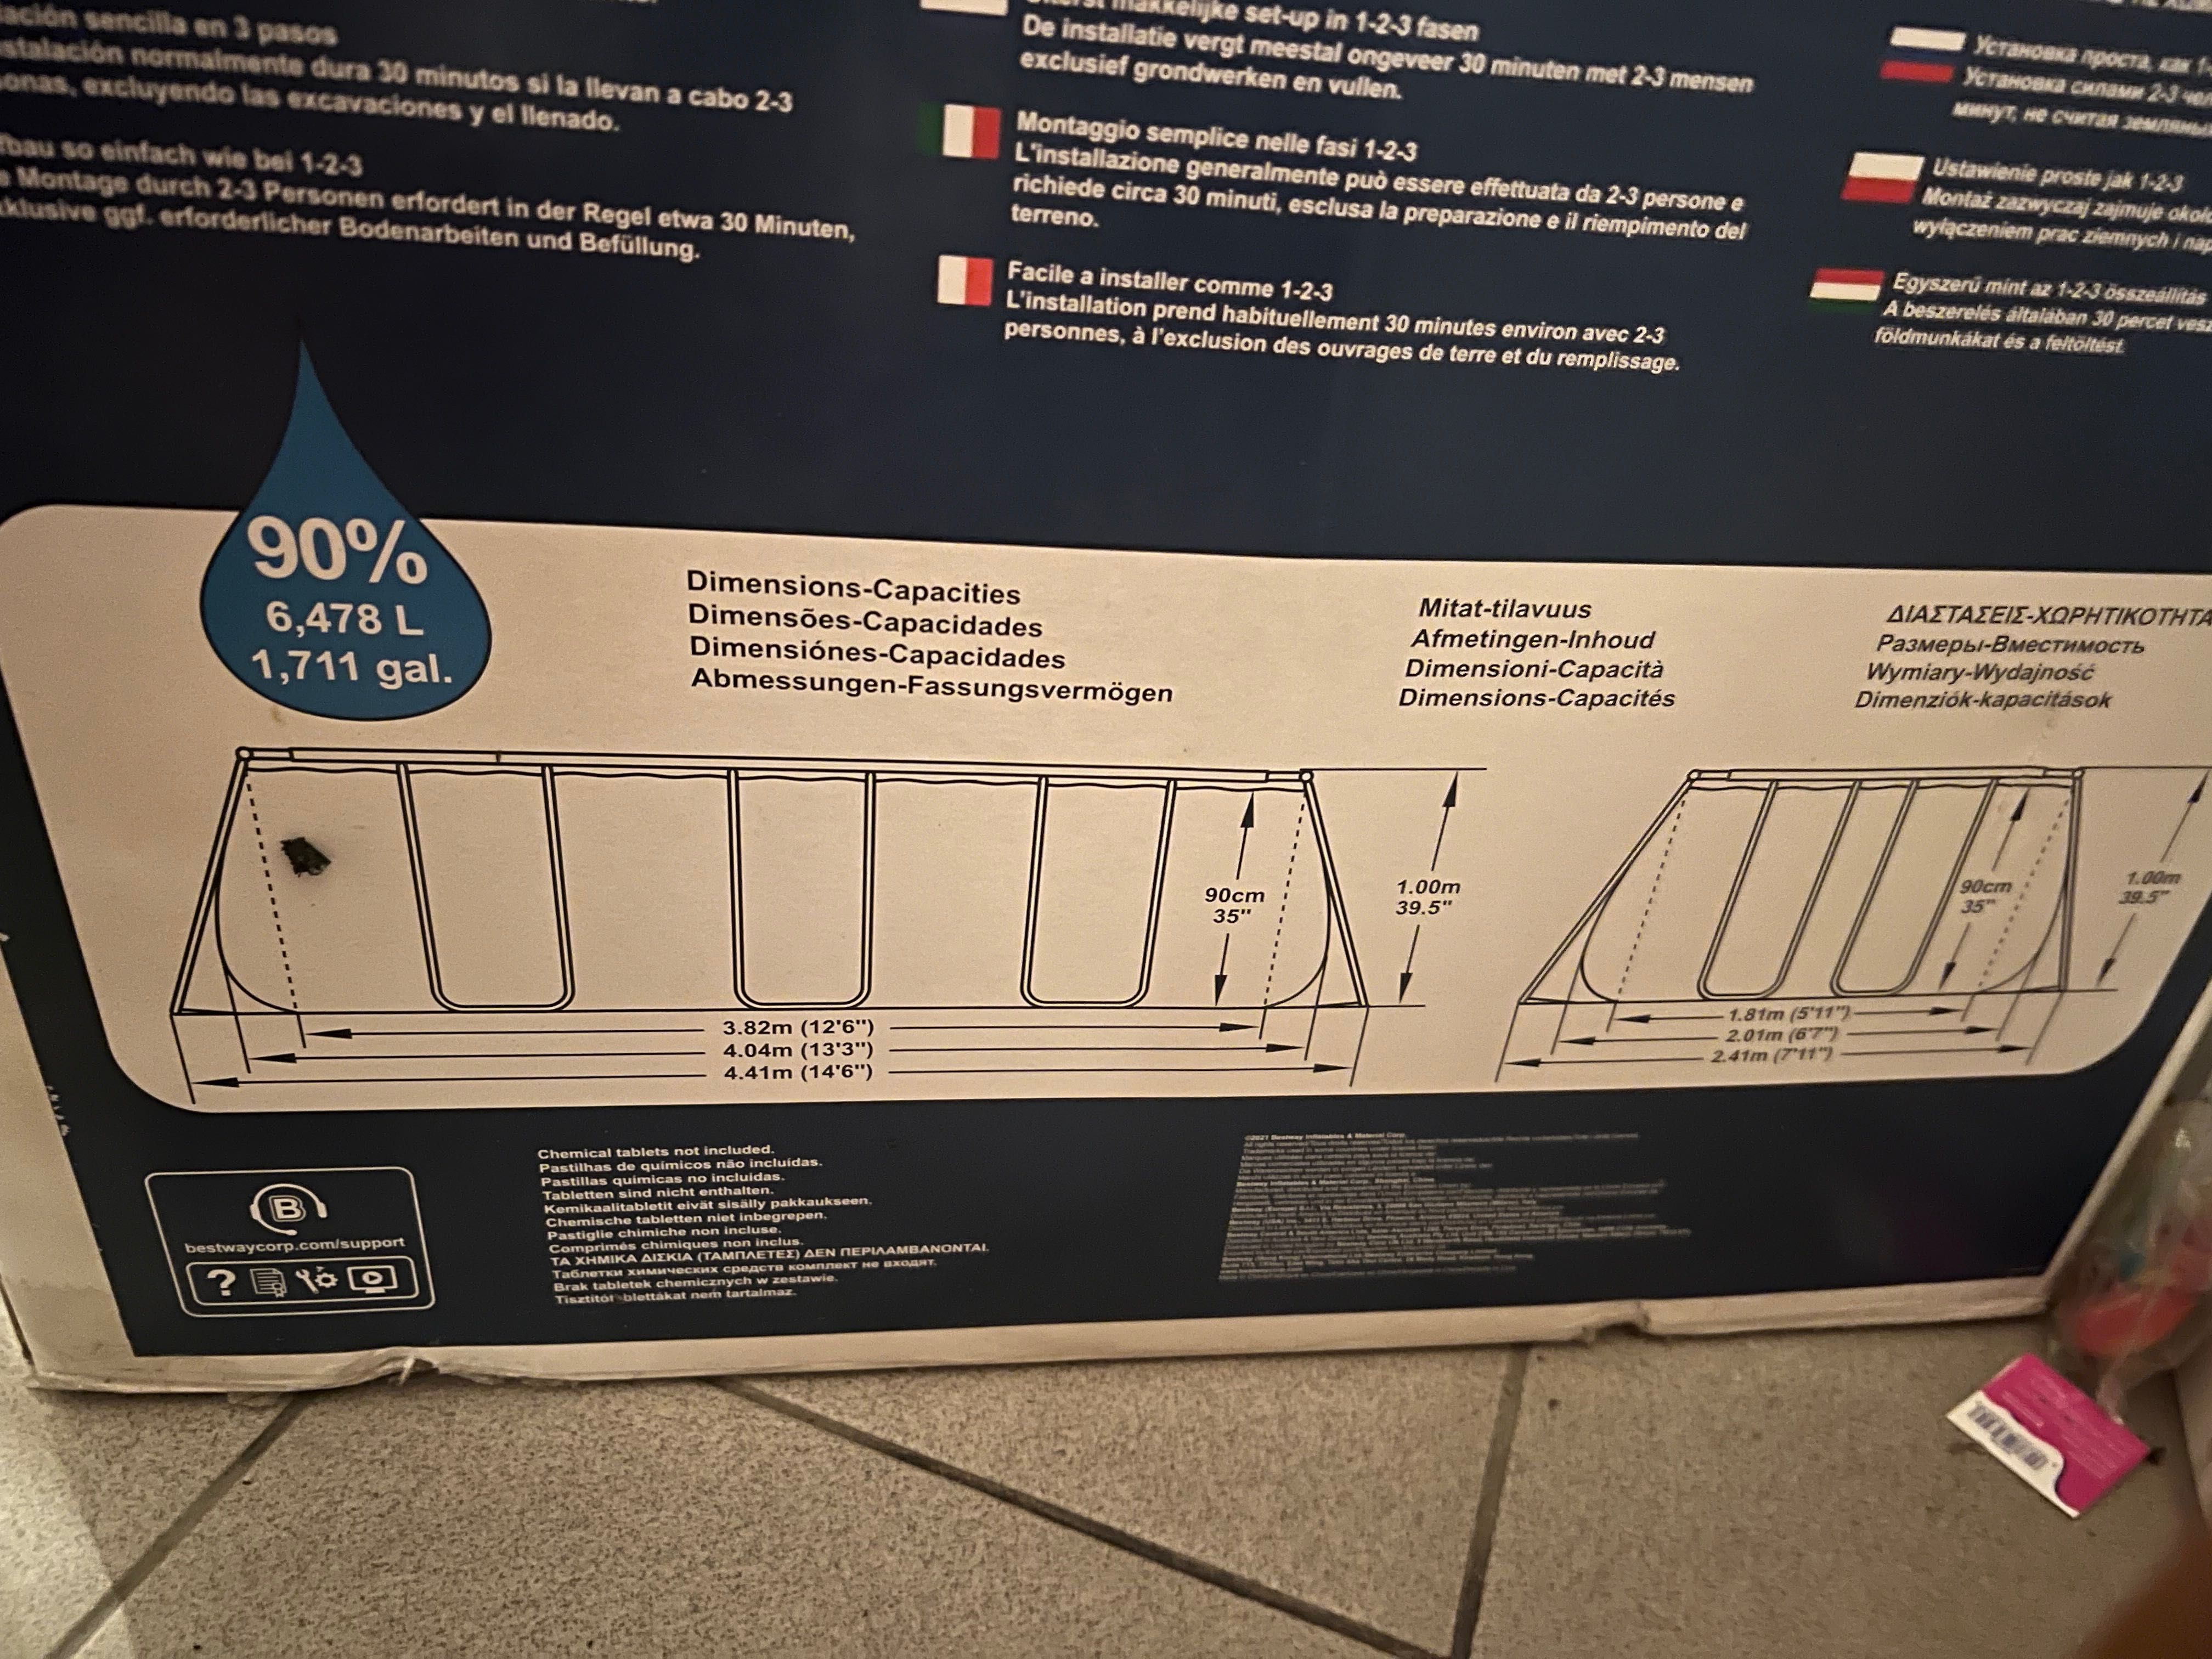 ación sencilla en 3 pasos
stalación normalmente dura 30 minutos si la llevan a cabo 2-3
onas, excluyendo las excavaciones y el llenado.
bau so einfach wie bei 1-2-3
e Montage durch 2-3 Personen erfordert in der Regel etwa 30 Minuten,
klusive ggf. erforderlicher Bodenarbeiten und Befüllung.
makkelijke set-up in 1-2-3 fasen
De installatie vergt meestal ongeveer 30 minuten met 2-3 mensen
exclusief grondwerken en vullen.
Montaggio semplice nelle fasi 1-2-3
L'installazione generalmente può essere effettuata da 2-3 persone e
richiede circa 30 minuti, esclusa la preparazione e il riempimento del
terreno.
Facile a installer comme 1-2-3
L'installation prend habituellement 30 minutes environ avec 2-3
personnes, à l'exclusion des ouvrages de terre et du remplissage.
Установка проста, как 1-
Установка силами 2-3 чел
минут, не считая земляны
Ustawienie proste jak 1-2-3
Montaż zazwyczaj zajmuje oko
wyłączeniem prac ziemnych i nap
Egyszerű mint az 1-2-3 összeállítás
A beszerelés általában 30 percet vesz
földmunkákat és a feltöltést.
90%
6,478 L
1,711 gal.
Dimensions-Capacities
Dimensões-Capacidades
Dimensiónes-Capacidades
Abmessungen-Fassungsvermögen
Mitat-tilavuus
Afmetingen-Inhoud
Dimensioni-Capacità
Dimensions-Capacités
ΔΙΑΣΤΑΣΕΙΣ-ΧΩΡΗΤΙΚΟΤΗΤΑ
Размеры-Вместимость
Wymiary-Wydajność
Dimenziók-kapacitások
90cm
35"
1.00m
39.5"
3.82m (12'6")
4.04m (13'3")
4.41m (14'6")
90cm
35"
1.00m
39.5"
1.81m (5'11")
2.01m (6'7")
2.41m (7'11")
B
bestwaycorp.com/support
?
Chemical tablets not included.
Pastilhas de químicos não incluídas.
Pastillas químicas no incluidas.
Tabletten sind nicht enthalten.
Kemikaalitabletit eivät sisälly pakkaukseen.
Chemische tabletten niet inbegrepen.
Pastiglie chimiche non incluse.
Comprimés chimiques non inclus.
ΤΑ ΧΗΜΙΚΑ ΔΙΣΚΙΑ (ΤΑΜΠΛΕΤΕΣ) ΔΕΝ ΠΕΡΙΛΑΜΒΑΝΟΝΤΑΙ.
Таблетки химических средств комплект не входят.
Brak tabletek chemicznych w zestawie.
Tisztító blettákat nem tartalmaz.
©2021 Bestway Inflatables & Material Corp.